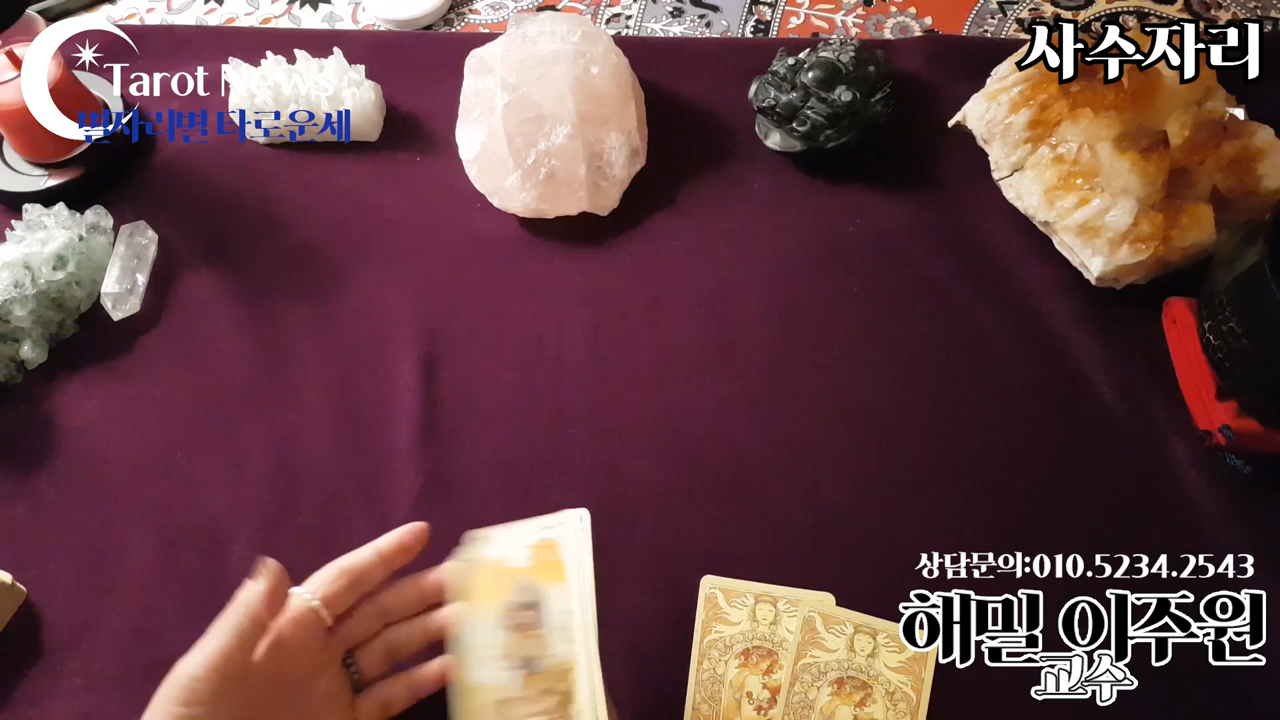 Tarot News
별자리별 타로운세
사수자리
상담문의:010.5234.2543
해밀 이주원
교수